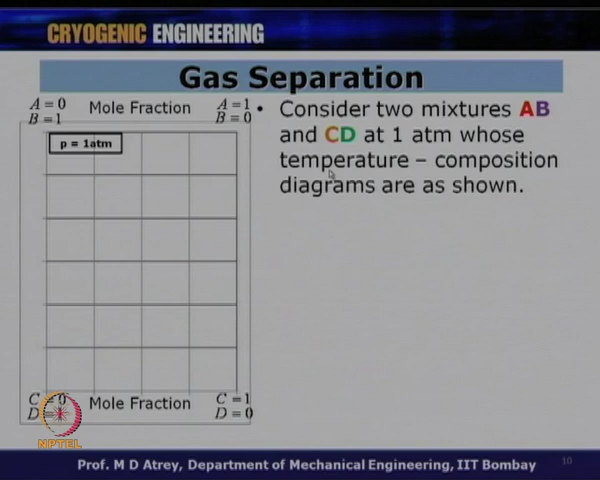 CRYOGENIC ENGINEERING
Gas Separation
A = 0 Mole Fraction A = 1
B = 1 B = 0
p = 1atm
• Consider two mixtures AB
and CD at 1 atm whose
temperature – composition
diagrams are as shown.
C = 0 Mole Fraction C = 1
D = D = 0
NPTEL
Prof. M D Atrey, Department of Mechanical Engineering, IIT Bombay
10